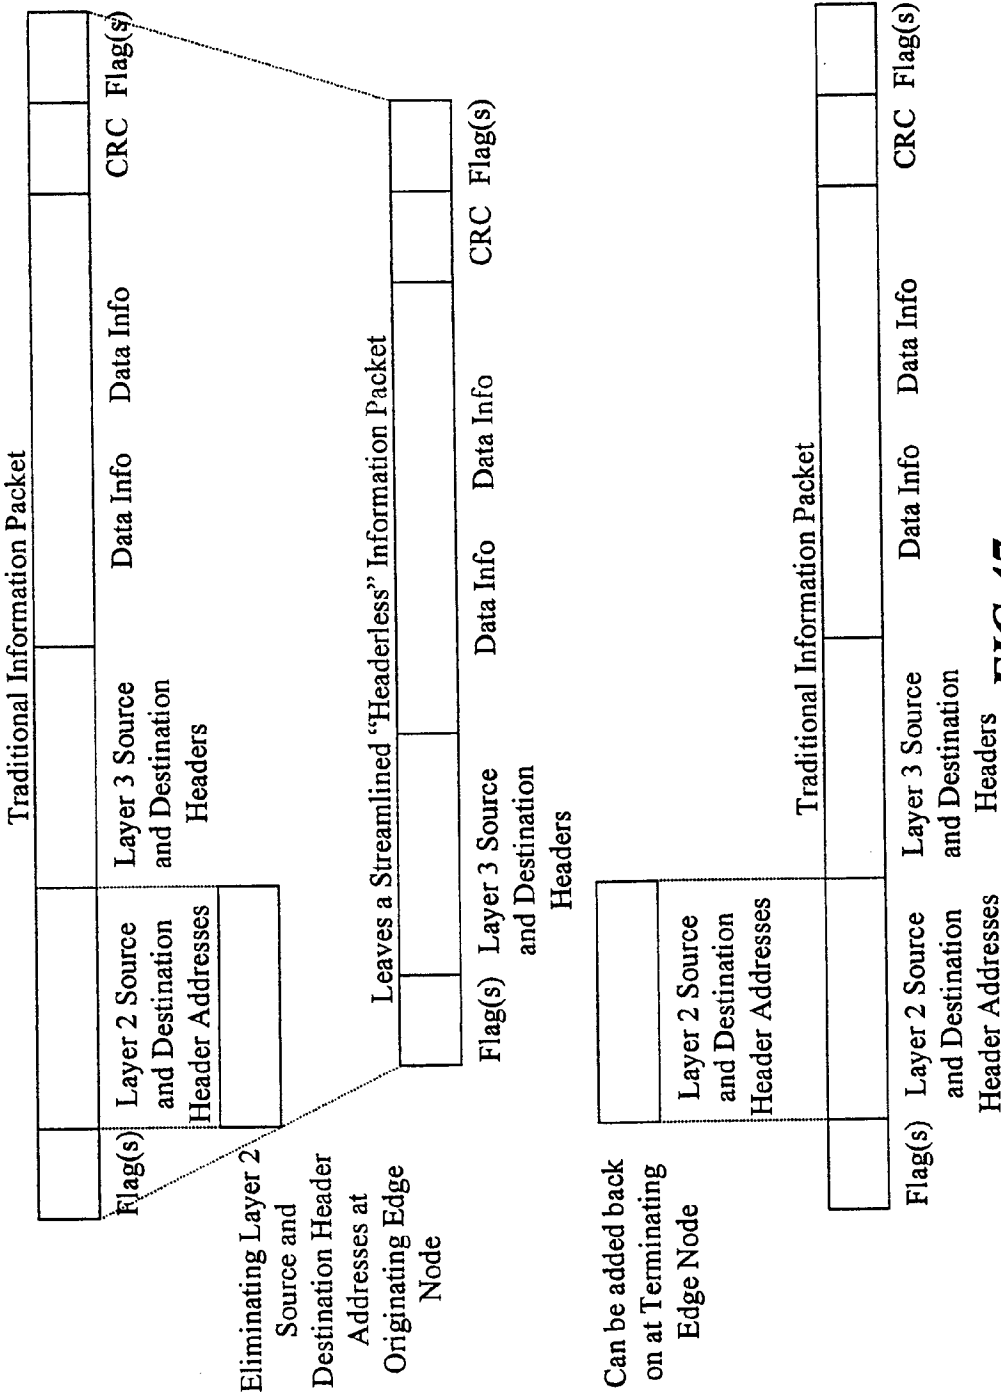 Traditional Information Packet
Flag(s) Layer 2 Source Layer 3 Source Data Info Data Info CRC Flag(s)
and Destination and Destination
Header Addresses Headers
Eliminating Layer 2
Source and
Destination Header
Addresses at
Originating Edge
Node
Leaves a Streamlined “Headerless” Information Packet
Flag(s) Layer 3 Source Data Info Data Info CRC Flag(s)
and Destination
Headers
Can be added back
on at Terminating
Edge Node
Layer 2 Source
and Destination
Header Addresses
Traditional Information Packet
Flag(s) Layer 2 Source Layer 3 Source Data Info Data Info CRC Flag(s)
and Destination and Destination
Header Addresses Headers